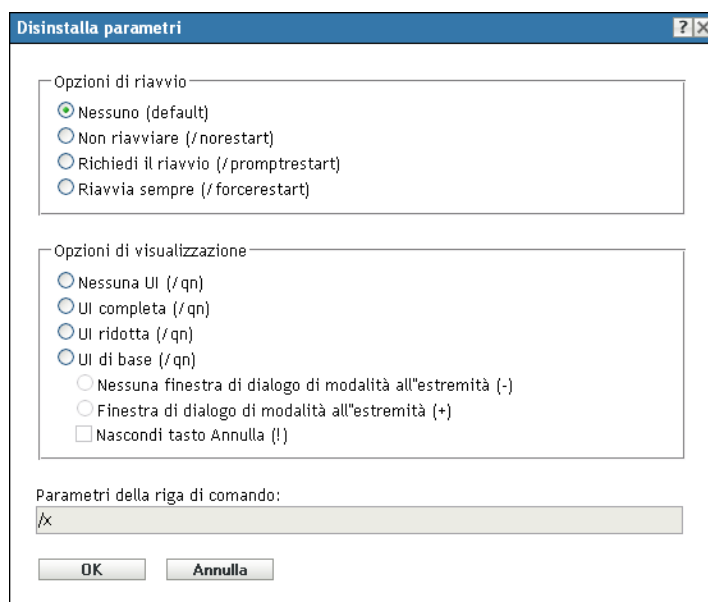 Disinstalla parametri
Opzioni di riavvio
Nessuno (default)
Non riavviare (/norestart)
Richiedi il riavvio (/promptrestart)
Riavvia sempre (/forcerestart)
Opzioni di visualizzazione
Nessuna UI (/qn)
UI completa (/qn)
UI ridotta (/qn)
UI di base (/qn)
Nessuna finestra di dialogo di modalità all"estremità (-)
Finestra di dialogo di modalità all"estremità (+)
Nascondi tasto Annulla (!)
Parametri della riga di comando:
/x
OK Annulla